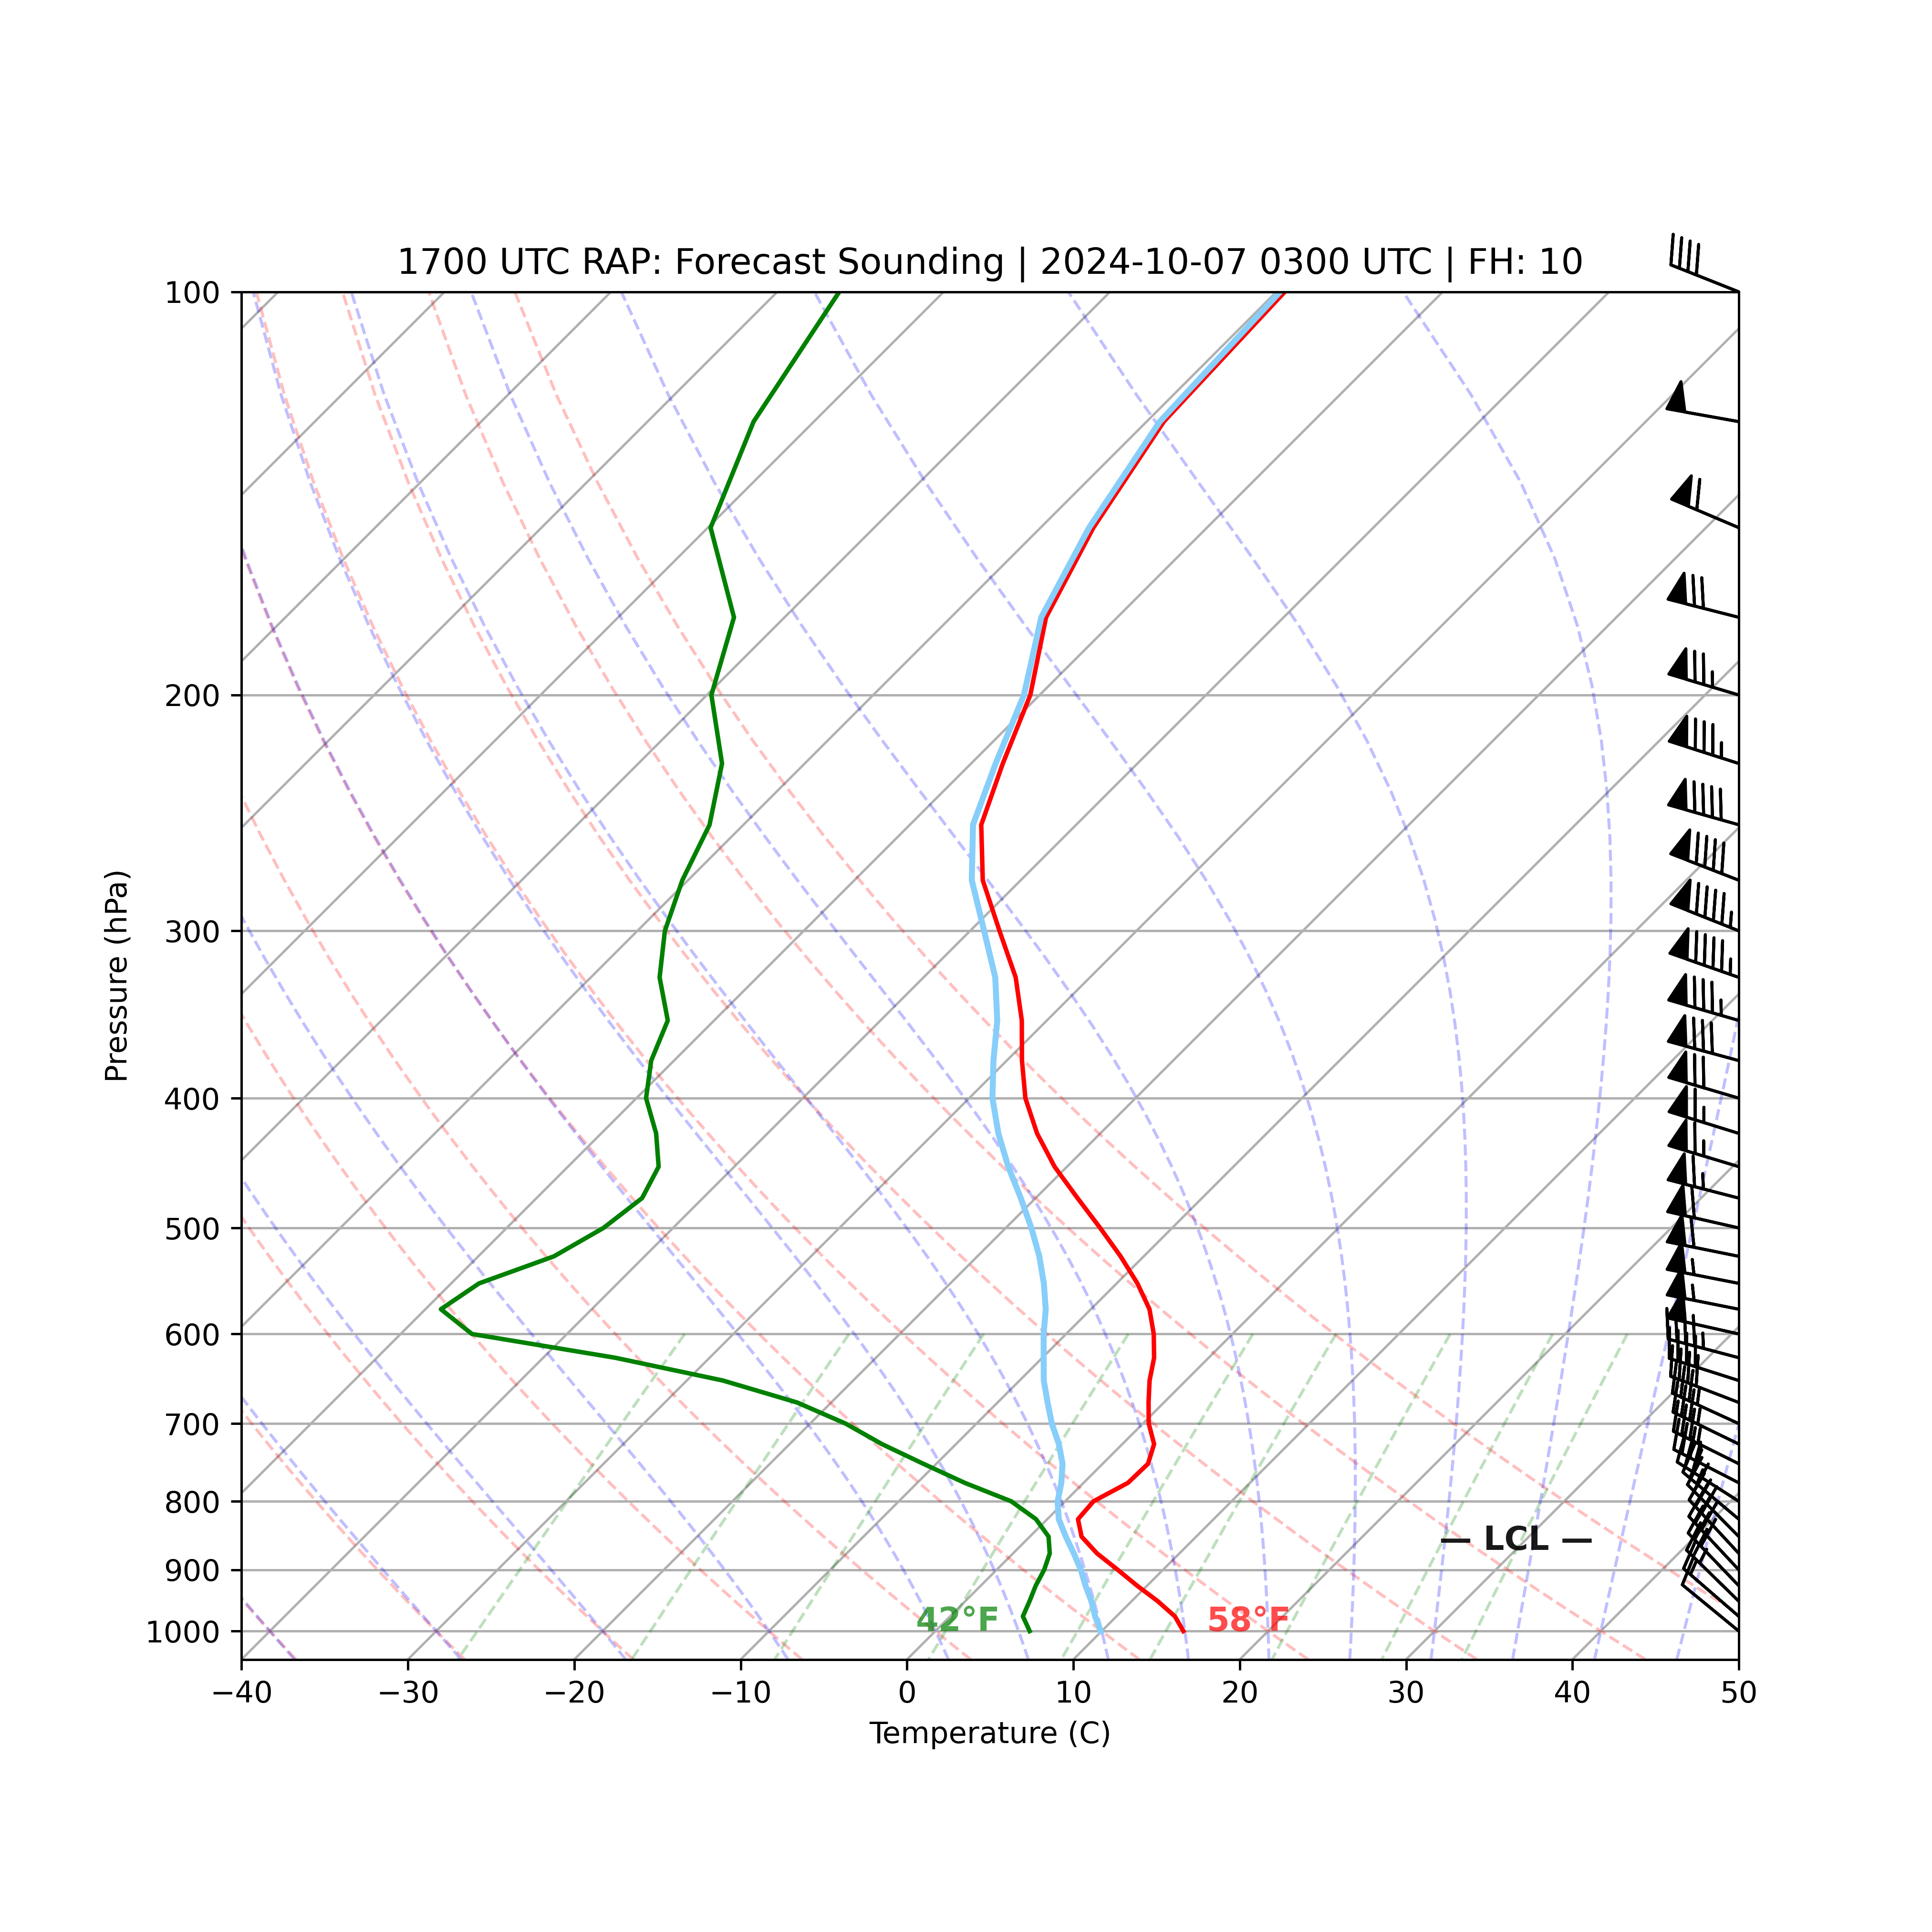 1700 UTC RAP: Forecast Sounding | 2024-10-07 0300 UTC | FH: 10
100
200
300
400
500
600
700
800
900
1000
Pressure (hPa)
— LCL —
42°F
58°F
−40 −30 −20 −10 0 10 20 30 40 50
Temperature (C)